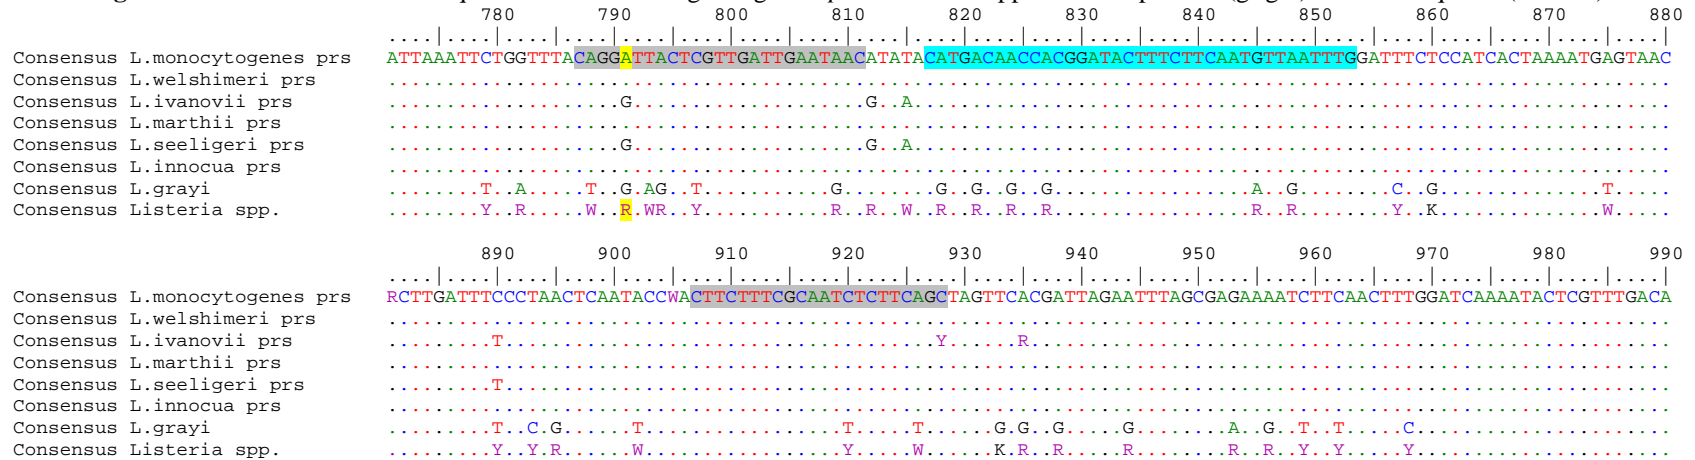 780 790 800 810 820 830 840 850 860 870 880
Consensus L.monocytogenes prs ATTAAATTCTGGTTTACAGGATTACTCGTTGATTGAATAACATATACATGACAACCACGGATACTTTCTTCAATGTTAATTTGGATTTCTCCATCACTAAAATGAGTAAC
Consensus L.welshimeri prs ..............................................................................................................
Consensus L.ivanovii prs ....................G....................G..A.................................................................
Consensus L.marthii prs ..............................................................................................................
Consensus L.seeligeri prs ....................G....................G..A.................................................................
Consensus L.innocua prs ..............................................................................................................
Consensus L.grayi ........T..A.....T..G.AG..T...........G........G..G..G..G.................A..G........C..G..............T.....
Consensus Listeria spp. ........Y..R.....W..R.WR..Y...........R..R..W..R..R..R..R.................R..R........Y..K..............W.....
890 900 910 920 930 940 950 960 970 980 990
Consensus L.monocytogenes prs RCTTGATTTCCCTAACTCAATACCWACTTCTTTCGCAATCTCTTCAGCTAGTTCACGATTAGAATTTAGCGAGAAAATCTTCAACTTTGGATCAAAATACTCGTTTGACA
Consensus L.welshimeri prs ..............................................................................................................
Consensus L.ivanovii prs .........T.....................................Y......R.......................................................
Consensus L.marthii prs ..............................................................................................................
Consensus L.seeligeri prs .........T....................................................................................................
Consensus L.innocua prs ..............................................................................................................
Consensus L.grayi .........T..C.G......T.................T.....T......G.G..G.....G........A..G..T..T.....C......................
Consensus Listeria spp. .........Y..Y.R......W.................Y.....W......K.R..R.....R........R..R..Y..Y.....Y......................